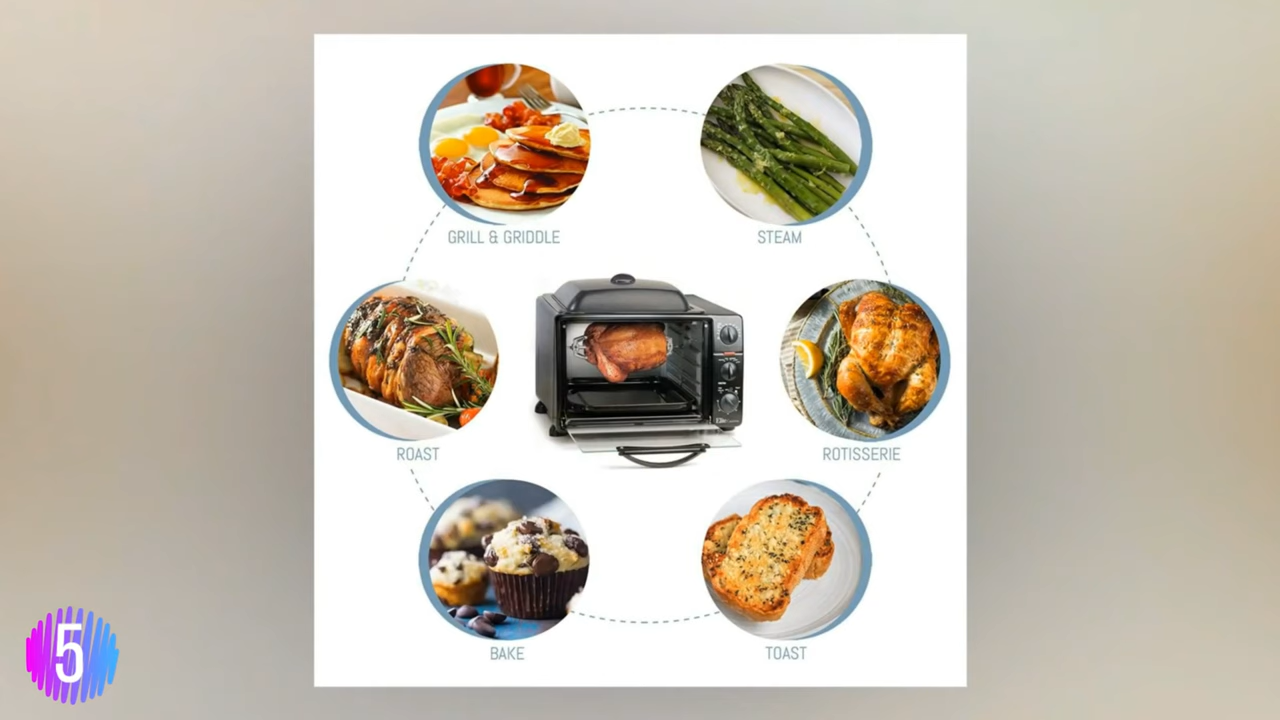 GRILL & GRIDDLE
STEAM
ROAST
ROTISSERIE
BAKE
TOAST
5